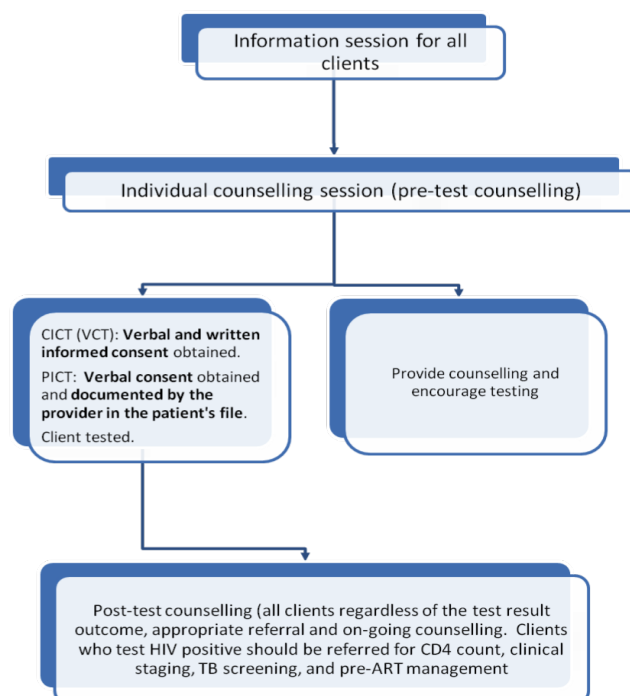 Information session for all
clients
Individual counselling session (pre-test counselling)
CICT (VCT): Verbal and written
informed consent obtained.
PICT: Verbal consent obtained
and documented by the
provider in the patient's file.
Client tested.
Provide counselling and
encourage testing
Post-test counselling (all clients regardless of the test result
outcome, appropriate referral and on-going counselling. Clients
who test HIV positive should be referred for CD4 count, clinical
staging, TB screening, and pre-ART management